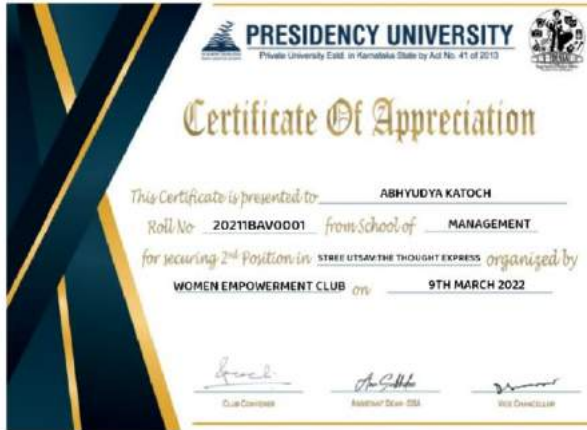 PRESIDENCY UNIVERSITY
Private University Estd. in Karnataka State by Act No. 41 of 2013
Certificate Of Appreciation
This Certificate is presented to ABHYUDYA KATOCH
Roll No 20211BAV0001 from School of MANAGEMENT
for securing 2nd Position in STREE UTSAV:THE THOUGHT EXPRESS organized by
WOMEN EMPOWERMENT CLUB on 9TH MARCH 2022
CLUB CONVENER ASSISTANT DEAN- DSA VICE CHANCELLOR